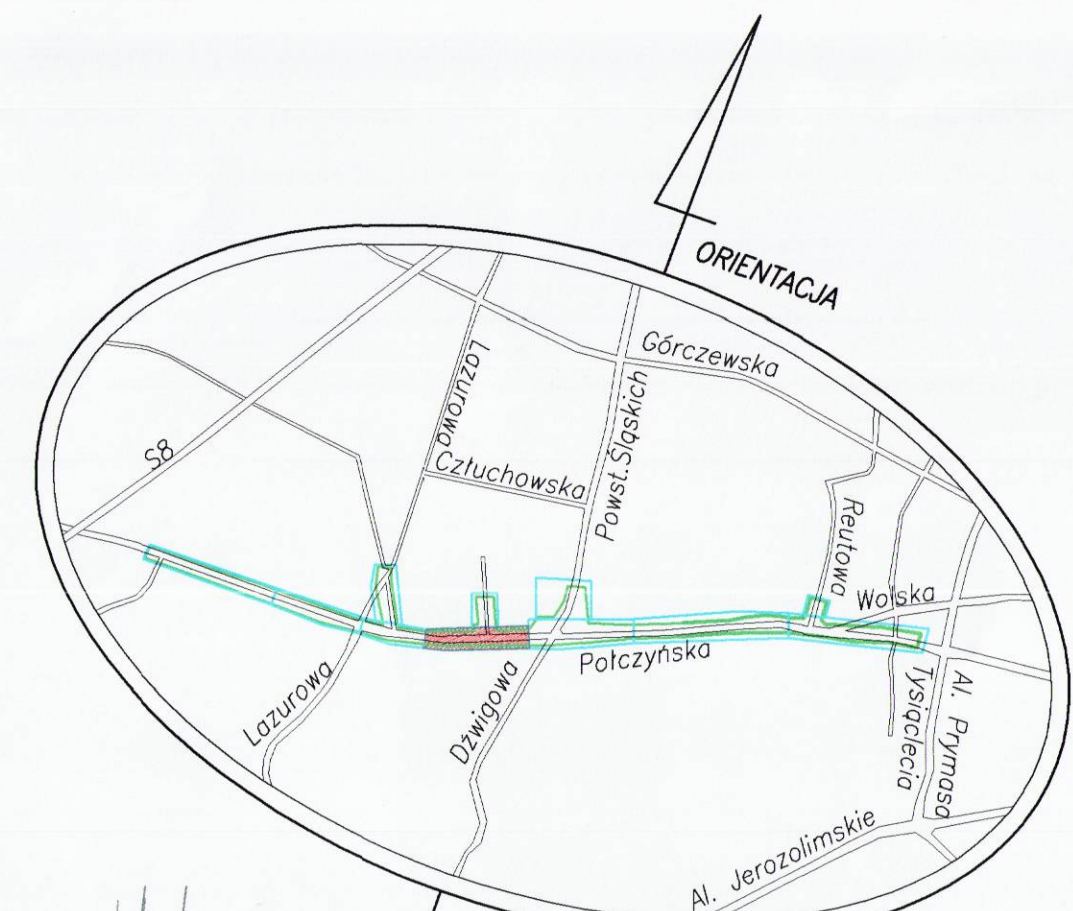 ORIENTACJA
Górczewska
Lazurowa
Powst.Śląskich
S8
Człuchowska
Reutowa
Wolska
Połczyńska
Lazurowa
Dźwigowa
Tysiąclecia
Al. Prymasa
Al. Jerozolimskie